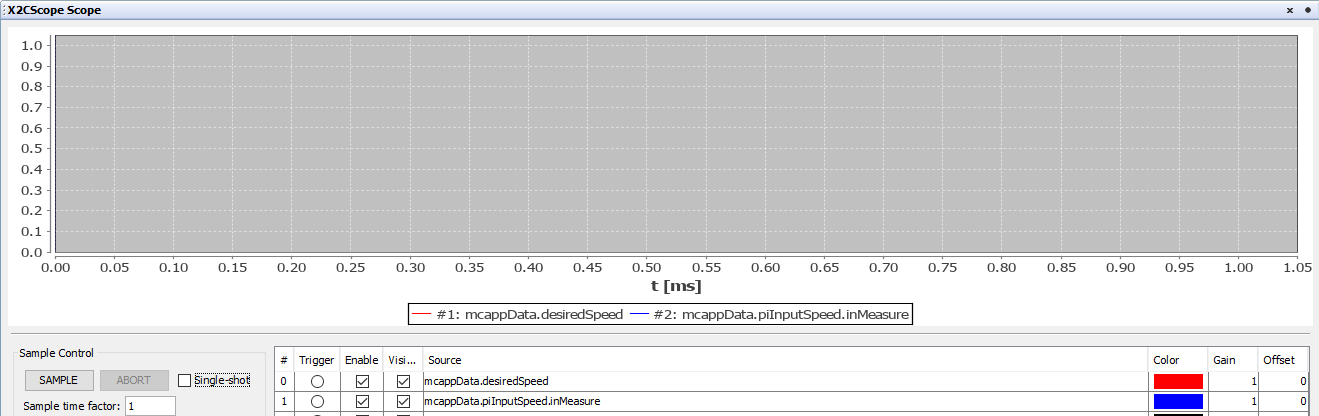 X2CScope Scope
1.0
0.9
0.8
0.7
0.6
0.5
0.4
0.3
0.2
0.1
0.0
0.00 0.05 0.10 0.15 0.20 0.25 0.30 0.35 0.40 0.45 0.50 0.55 0.60 0.65 0.70 0.75 0.80 0.85 0.90 0.95 1.00 1.05
t [ms]
#1: mcappData.desiredSpeed #2: mcappData.piInputSpeed.inMeasure
Sample Control
SAMPLE ABORT Single-shot
Sample time factor: 1
# Trigger Enable Visi... Source Color Gain Offset
0 mcappData.desiredSpeed 1 0
1 mcappData.piInputSpeed.inMeasure 1 0